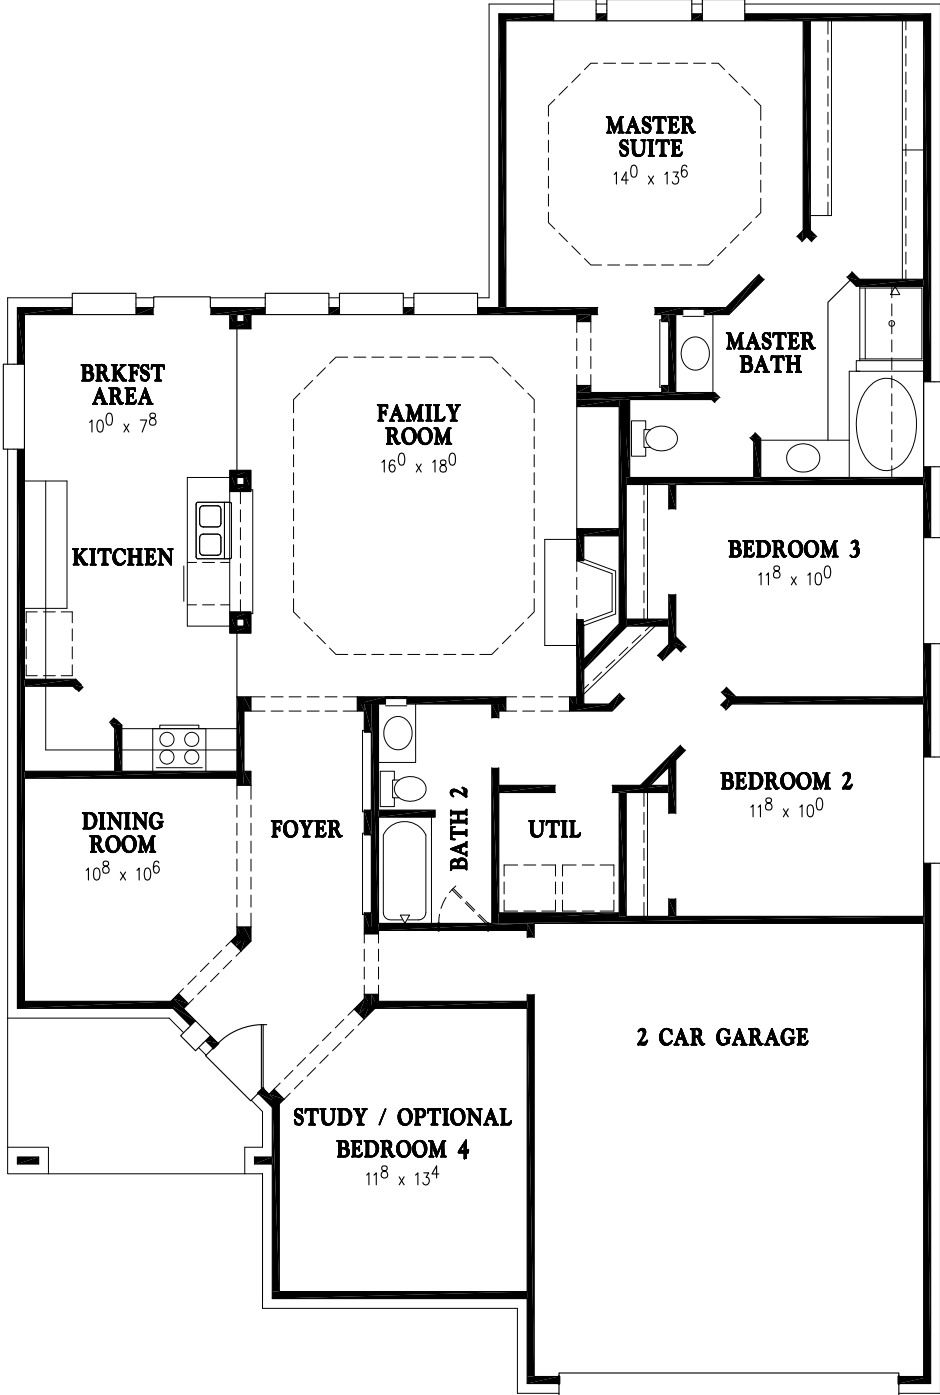 MASTER
SUITE
14⁰ x 13⁶
MASTER
BATH
BRKFST
AREA
10⁰ x 7⁸
FAMILY
ROOM
16⁰ x 18⁰
KITCHEN
BEDROOM 3
11⁸ x 10⁰
BEDROOM 2
11⁸ x 10⁰
DINING
ROOM
10⁸ x 10⁶
FOYER
BATH 2
UTIL
2 CAR GARAGE
STUDY / OPTIONAL
BEDROOM 4
11⁸ x 13⁴